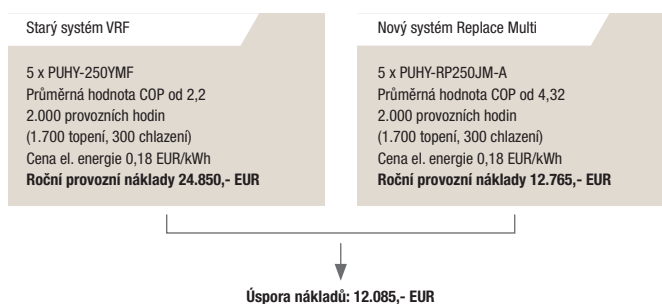 Starý systém VRF
5 x PUHY-250YMF
Průměrná hodnota COP od 2,2
2.000 provozních hodin
(1.700 topení, 300 chlazení)
Cena el. energie 0,18 EUR/kWh
Roční provozní náklady 24.850,- EUR
Nový systém Replace Multi
5 x PUHY-RP250JM-A
Průměrná hodnota COP od 4,32
2.000 provozních hodin
(1.700 topení, 300 chlazení)
Cena el. energie 0,18 EUR/kWh
Roční provozní náklady 12.765,- EUR
Úspora nákladů: 12.085,- EUR